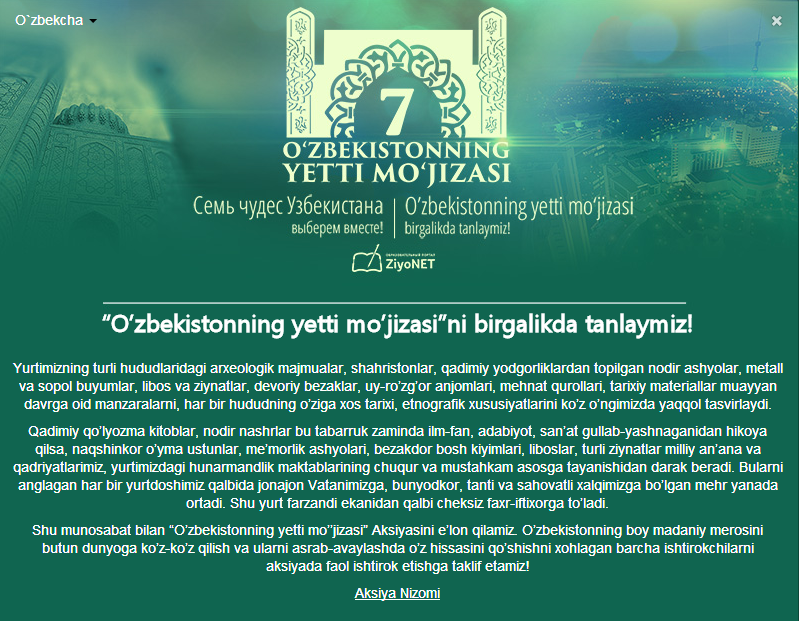 O`zbekcha
×
7
O‘ZBEKISTONNING
YETTI MO‘JIZASI
Семь чудес Узбекистана
выберем вместе!
O‘zbekistonning yetti mo‘jizasi
birgalikda tanlaymiz!
ОБРАЗОВАТЕЛЬНЫЙ ПОРТАЛ
ZiyoNET
“O’zbekistonning yetti mo’jizasi”ni birgalikda tanlaymiz!
Yurtimizning turli hududlaridagi arxeologik majmualar, shahristonlar, qadimiy yodgorliklardan topilgan nodir ashyolar, metall
va sopol buyumlar, libos va ziynatlar, devoriy bezaklar, uy-ro’zg’or anjomlari, mehnat qurollari, tarixiy materiallar muayyan
davrga oid manzaralarni, har bir hududning o’ziga xos tarixi, etnografik xususiyatlarini ko’z o’ngimizda yaqqol tasvirlaydi.
Qadimiy qo’lyozma kitoblar, nodir nashrlar bu tabarruk zaminda ilm-fan, adabiyot, san’at gullab-yashnaganidan hikoya
qilsa, naqshinkor o’yma ustunlar, me’morlik ashyolari, bezakdor bosh kiyimlari, liboslar, turli ziynatlar milliy an’ana va
qadriyatlarimiz, yurtimizdagi hunarmandlik maktablarining chuqur va mustahkam asosga tayanishidan darak beradi. Bularni
anglagan har bir yurtdoshimiz qalbida jonajon Vatanimizga, bunyodkor, tanti va sahovatli xalqimizga bo’lgan mehr yanada
ortadi. Shu yurt farzandi ekanidan qalbi cheksiz faxr-iftixorga to’ladi.
Shu munosabat bilan “O’zbekistonning yetti mo’’jizasi” Aksiyasini e’lon qilamiz. O’zbekistonning boy madaniy merosini
butun dunyoga ko’z-ko’z qilish va ularni asrab-avaylashda o’z hissasini qo’shishni xohlagan barcha ishtirokchilarni
aksiyada faol ishtirok etishga taklif etamiz!
Aksiya Nizomi